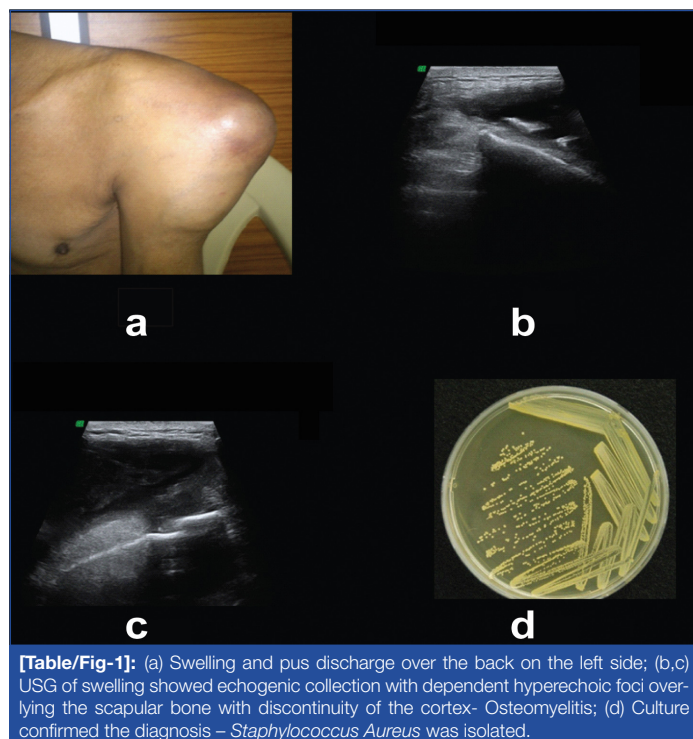 a
b
c
d
[Table/Fig-1]: (a) Swelling and pus discharge over the back on the left side; (b,c)
USG of swelling showed echogenic collection with dependent hyperechoic foci over-
lying the scapular bone with discontinuity of the cortex- Osteomyelitis; (d) Culture
confirmed the diagnosis – Staphylococcus Aureus was isolated.